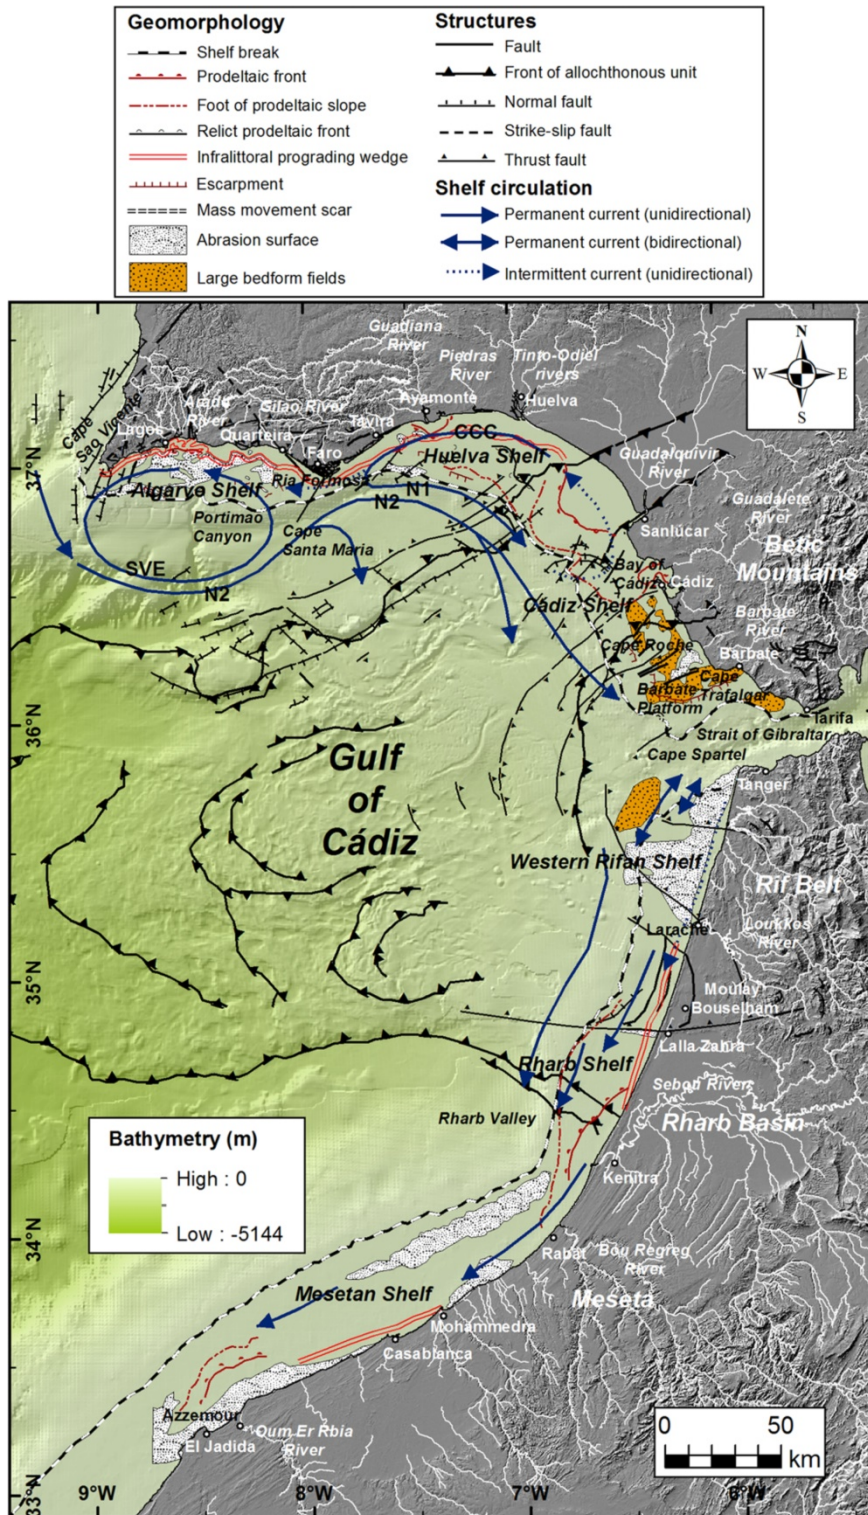 Geomorphology
Shelf break
Prodeltaic front
Foot of prodeltaic slope
Relict prodeltaic front
Infralittoral prograding wedge
Escarpment
Mass movement scar
Abrasion surface
Large bedform fields
Structures
Fault
Front of allochthonous unit
Normal fault
Strike-slip fault
Thrust fault
Shelf circulation
Permanent current (unidirectional)
Permanent current (bidirectional)
Intermittent current (unidirectional)
N
W E
S
Guadiana
River
Piedras
River
Tinto-Odiel
rivers
Ayamonte
Huelva
Arade
River
Gilao River
Tavira
Cape
Sao Vicente
Lagos
Quarteira
Faro
CCC
Huelva Shelf
Guadalquivir
River
37°N
Algarve Shelf
Ria Formosa
N1
N2
Portimao
Canyon
Cape
Santa Maria
Sanlúcar
Guadalete
River
SVE
N2
Bay of
Cádiz
Cádiz
Betic
Mountains
Cádiz Shelf
Cape Roche
Barbate
River
Barbate
Barbate
Platform
Cape
Trafalgar
Tarifa
36°N
Strait of Gibraltar
Cape Spartel
Tanger
Gulf
of
Cádiz
Western Rifan Shelf
Rif Belt
Larache
Loukkos
River
35°N
Moulay
Bouselham
Lalla Zahra
Rharb Shelf
Sebou River
Rharb Valley
Rharb Basin
Kenitra
Bathymetry (m)
High : 0
Low : -5144
34°N
Rabat
Bou Regreg
River
Mesetan Shelf
Meseta
Mohammedra
Casablanca
Azzemour
El Jadida
Oum Er Rbia
River
0 50
km
33°N
9°W 8°W 7°W 6°W